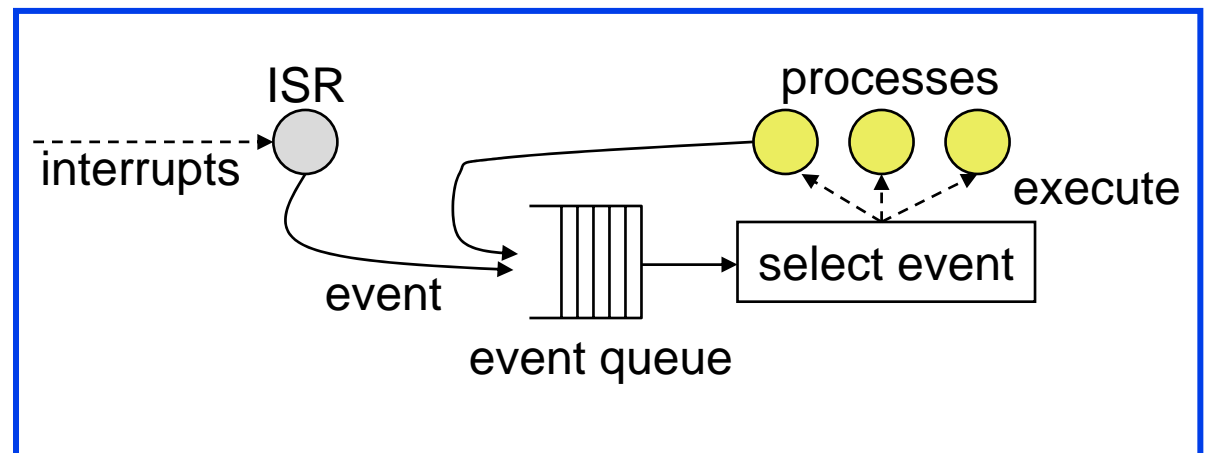 ISR
processes
interrupts
execute
select event
event
event queue